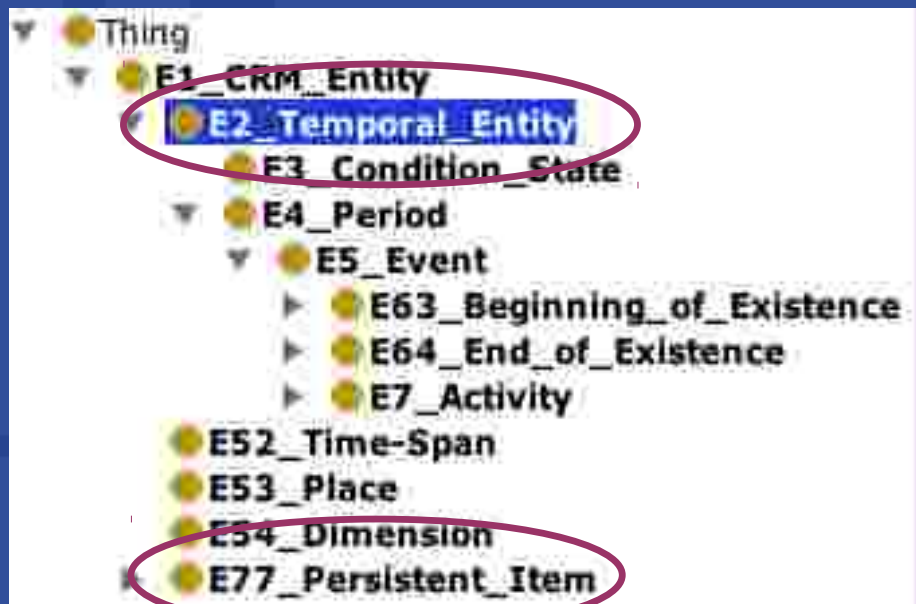 Thing
E1_CRM_Entity
E2_Temporal_Entity
E3_Condition_State
E4_Period
E5_Event
E63_Beginning_of_Existence
E64_End_of_Existence
E7_Activity
E52_Time-Span
E53_Place
E54_Dimension
E77_Persistent_Item